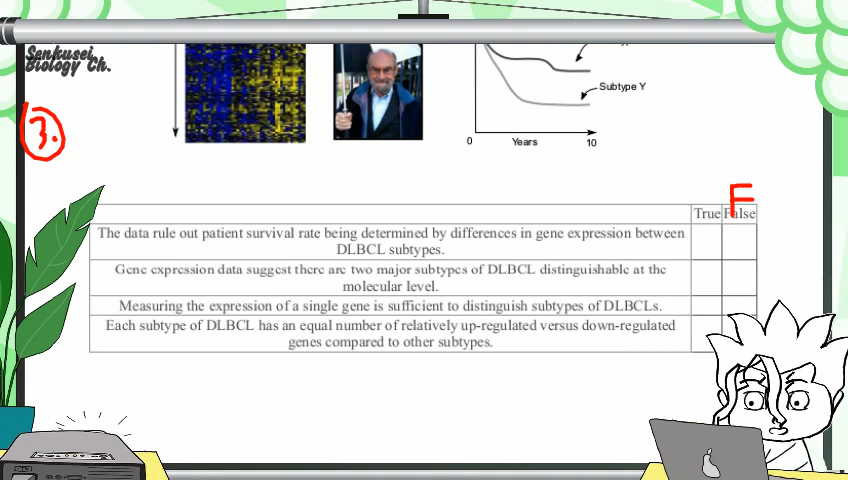 Senkusei
Biology Ch.
3.
Subtype Y
0
Years
10
F
True
False
The data rule out patient survival rate being determined by differences in gene expression between
DLBCL subtypes.
Gene expression data suggest there are two major subtypes of DLBCL distinguishable at the
molecular level.
Measuring the expression of a single gene is sufficient to distinguish subtypes of DLBCLs.
Each subtype of DLBCL has an equal number of relatively up-regulated versus down-regulated
genes compared to other subtypes.